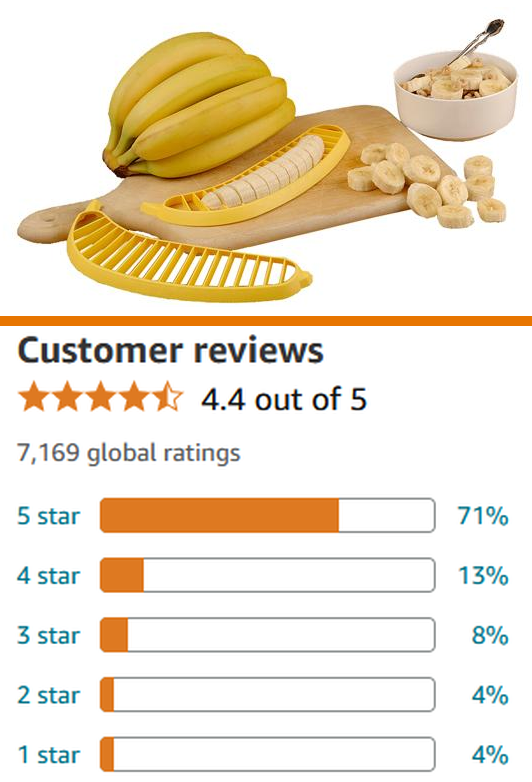 Customer reviews
4.4 out of 5
7,169 global ratings
5 star 71%
4 star 13%
3 star 8%
2 star 4%
1 star 4%